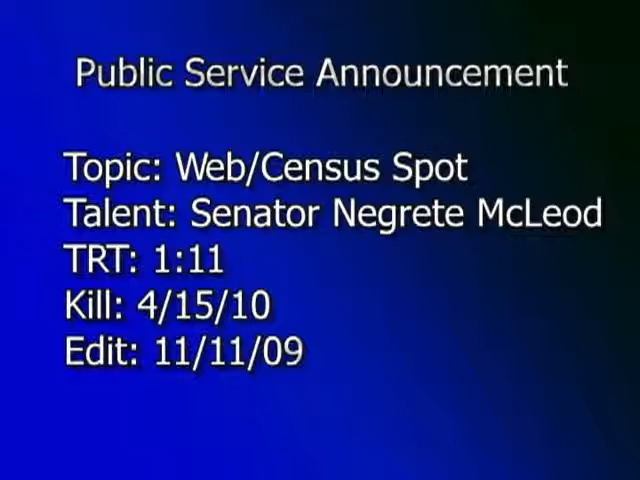 Public Service Announcement
Topic: Web/Census Spot
Talent: Senator Negrete McLeod
TRT: 1:11
Kill: 4/15/10
Edit: 11/11/09